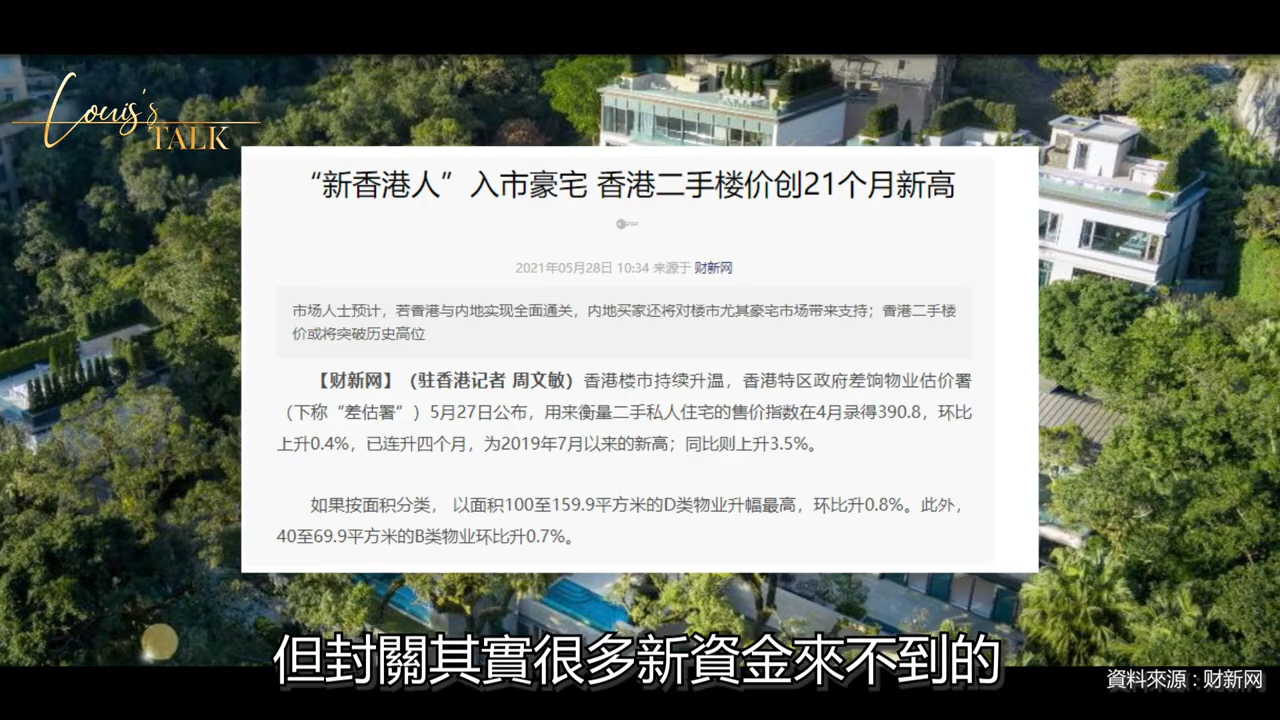 Louis's
TALK
“新香港人”入市豪宅 香港二手楼价创21个月新高
2021年05月28日 10:34 来源于 财新网
市场人士预计，若香港与内地实现全面通关，内地买家还将对楼市尤其豪宅市场带来支持；香港二手楼
价或将突破历史高位
【财新网】（驻香港记者 周文敏）香港楼市持续升温，香港特区政府差饷物业估价署
（下称“差估署”）5月27日公布，用来衡量二手私人住宅的售价指数在4月录得390.8，环比
上升0.4%，已连升四个月，为2019年7月以来的新高；同比则上升3.5%。
如果按面积分类， 以面积100至159.9平方米的D类物业升幅最高，环比升0.8%。此外，
40至69.9平方米的B类物业环比升0.7%。
但封關其實很多新資金來不到的
資料來源：财新网